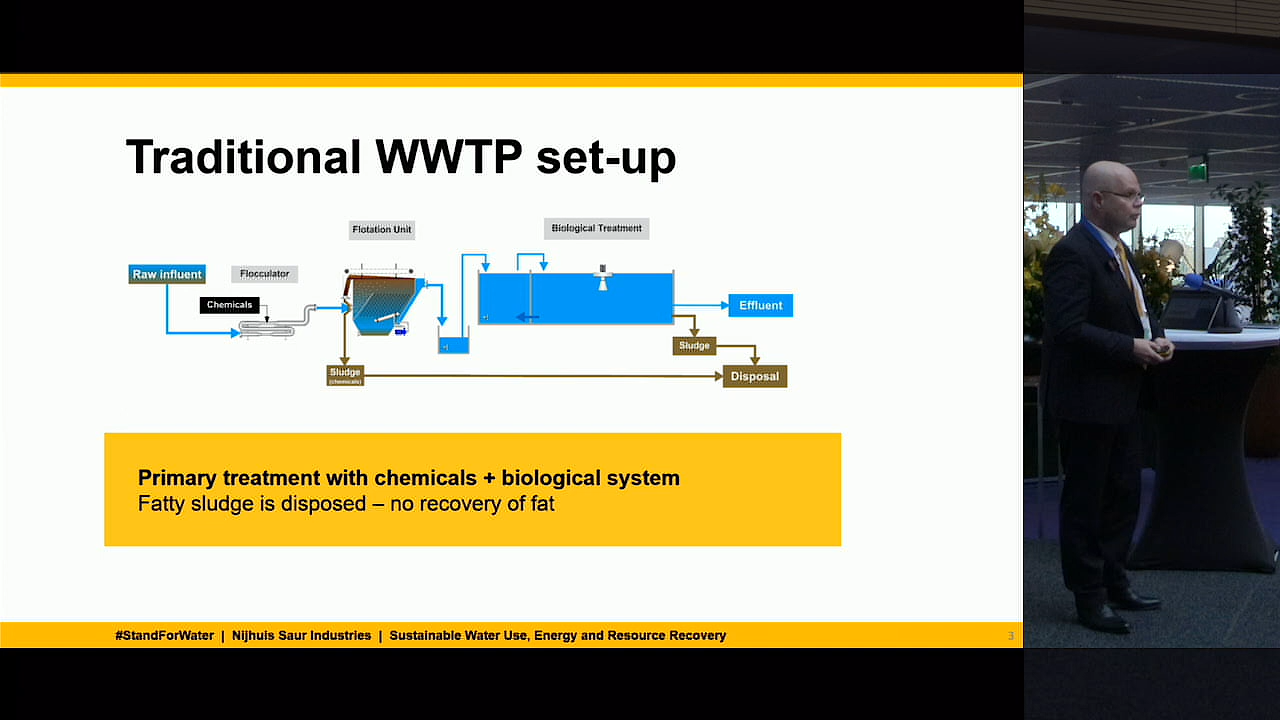 Traditional WWTP set-up
Flotation Unit
Biological Treatment
Raw influent
Flocculator
Chemicals
Effluent
Sludge
Sludge
(chemicals)
Disposal
Primary treatment with chemicals + biological system
Fatty sludge is disposed – no recovery of fat
#StandForWater | Nijhuis Saur Industries | Sustainable Water Use, Energy and Resource Recovery
3